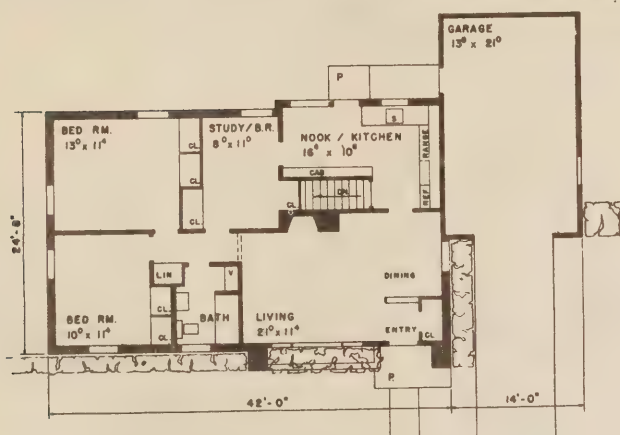 GARAGE
13⁰ x 21⁰
P
BED RM.
13⁰ x 11⁴
CL
CL
CL
STUDY/B.R.
8⁰ x 11⁰
NOOK / KITCHEN
16⁶ x 10⁸
S
RANGE
REF.
CAB
DN
CL
24'-8"
LIN
V
BED RM.
10⁰ x 11⁴
CL
CL
BATH
LIVING
21⁰ x 11⁴
DINING
ENTRY
CL
P.
42'-0"
14'-0"